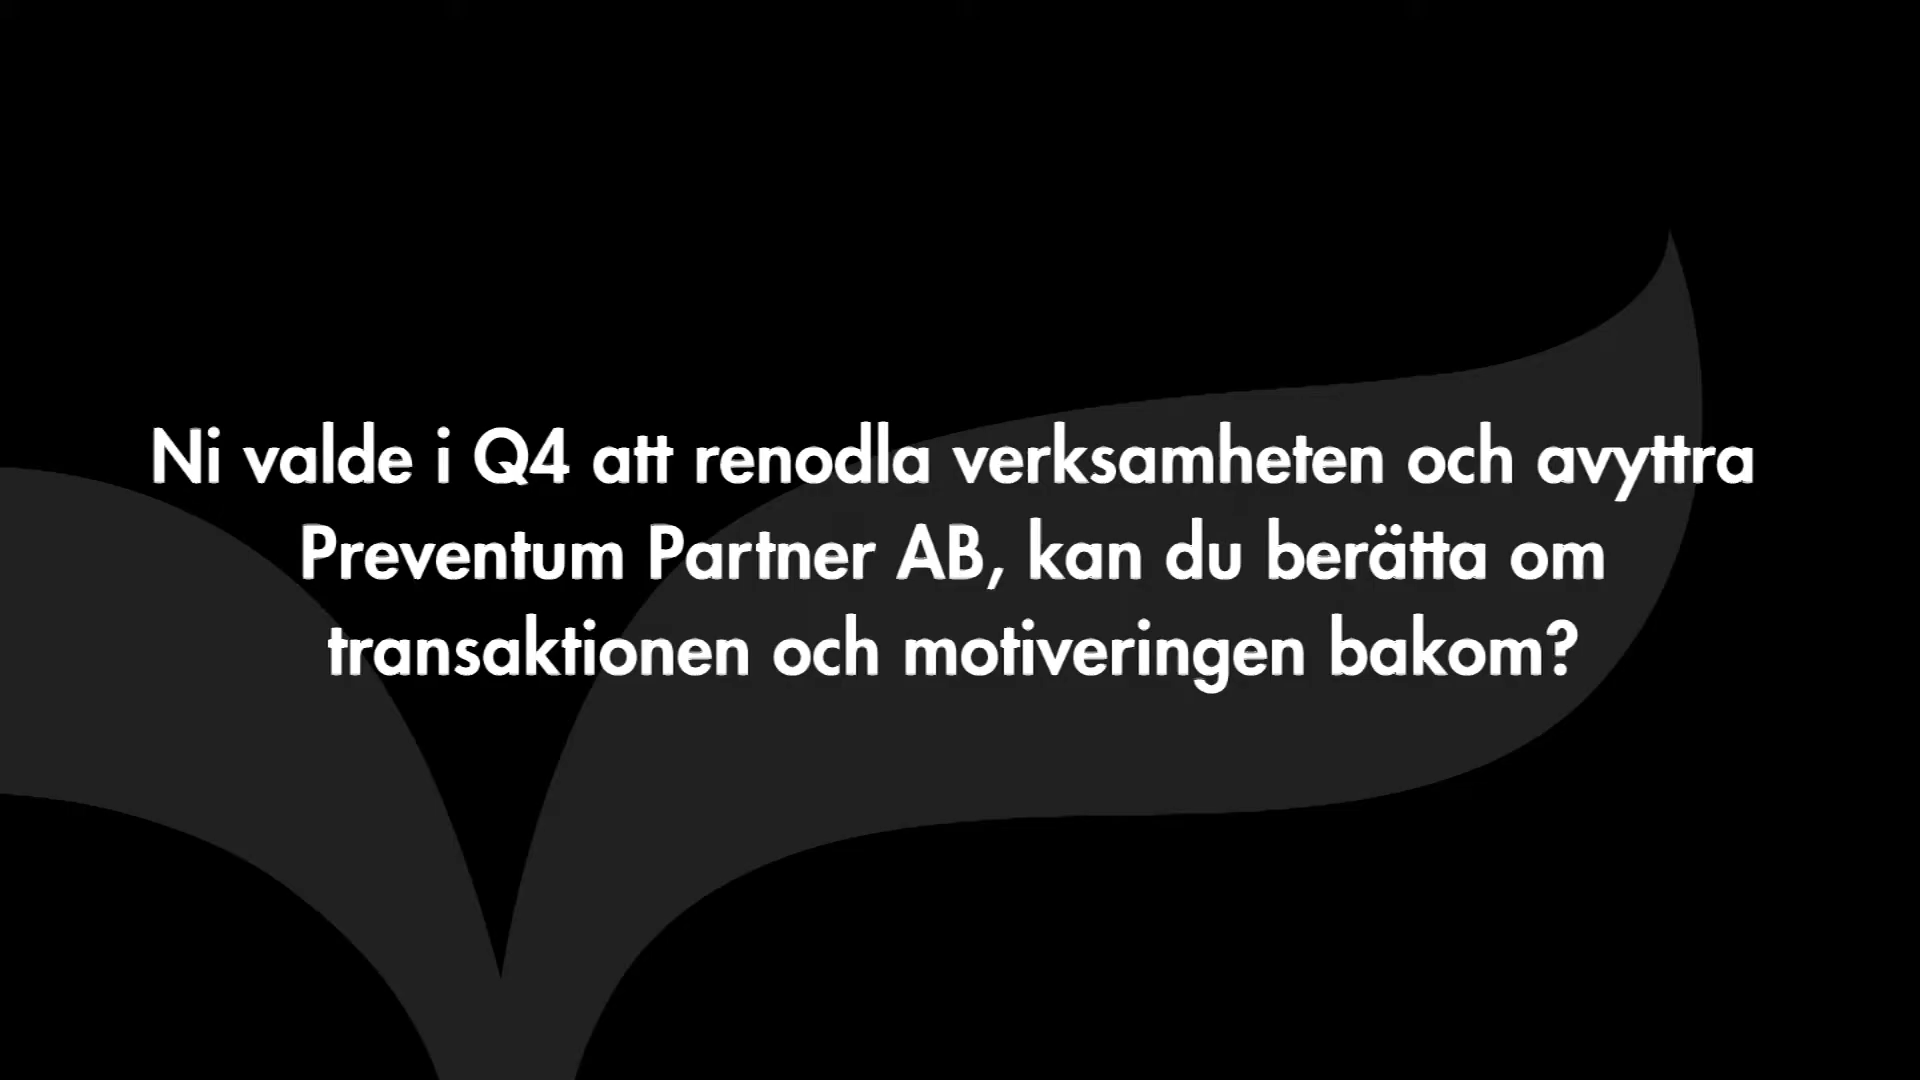 Ni valde i Q4 att renodla verksamheten och avyttra
Preventum Partner AB, kan du berätta om
transaktionen och motiveringen bakom?